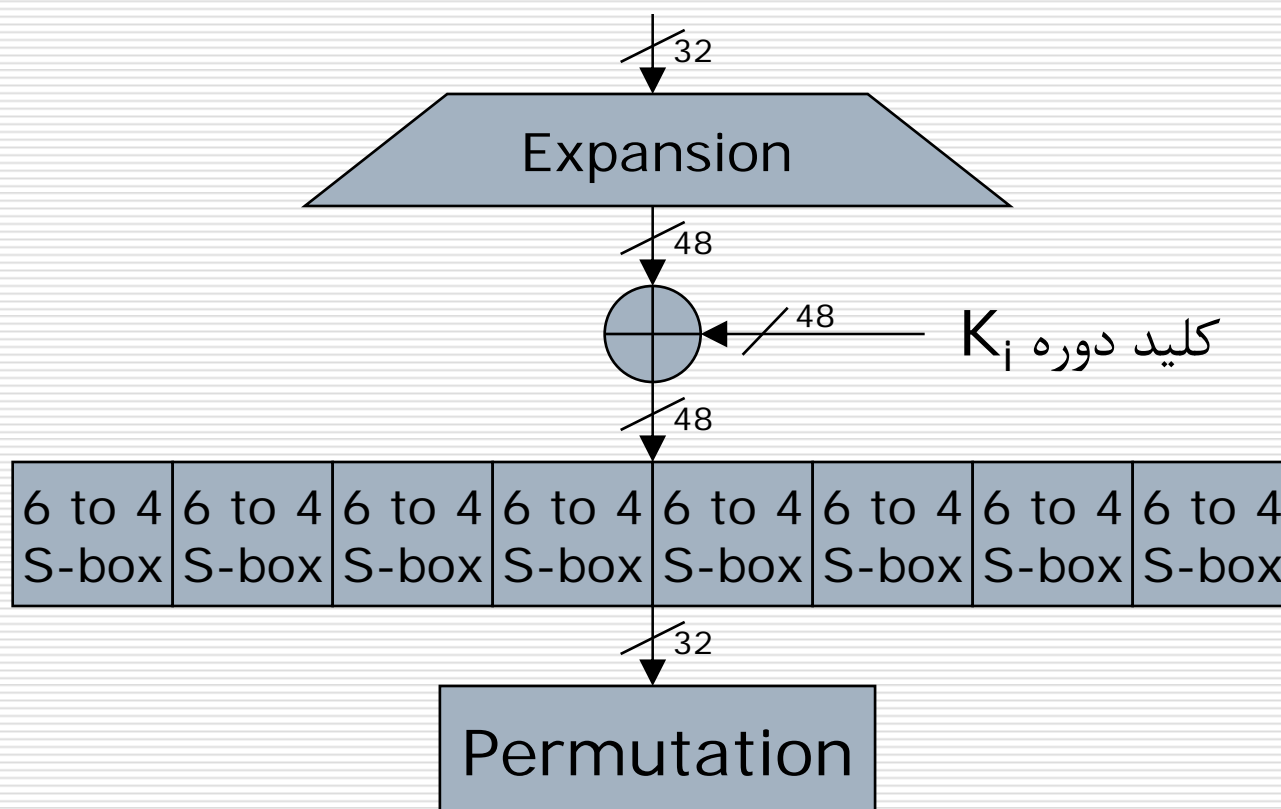 32
Expansion
48
48
کلید دوره Ki
48
6 to 4 6 to 4 6 to 4 6 to 4 6 to 4 6 to 4 6 to 4 6 to 4
S-box S-box S-box S-box S-box S-box S-box S-box
32
Permutation